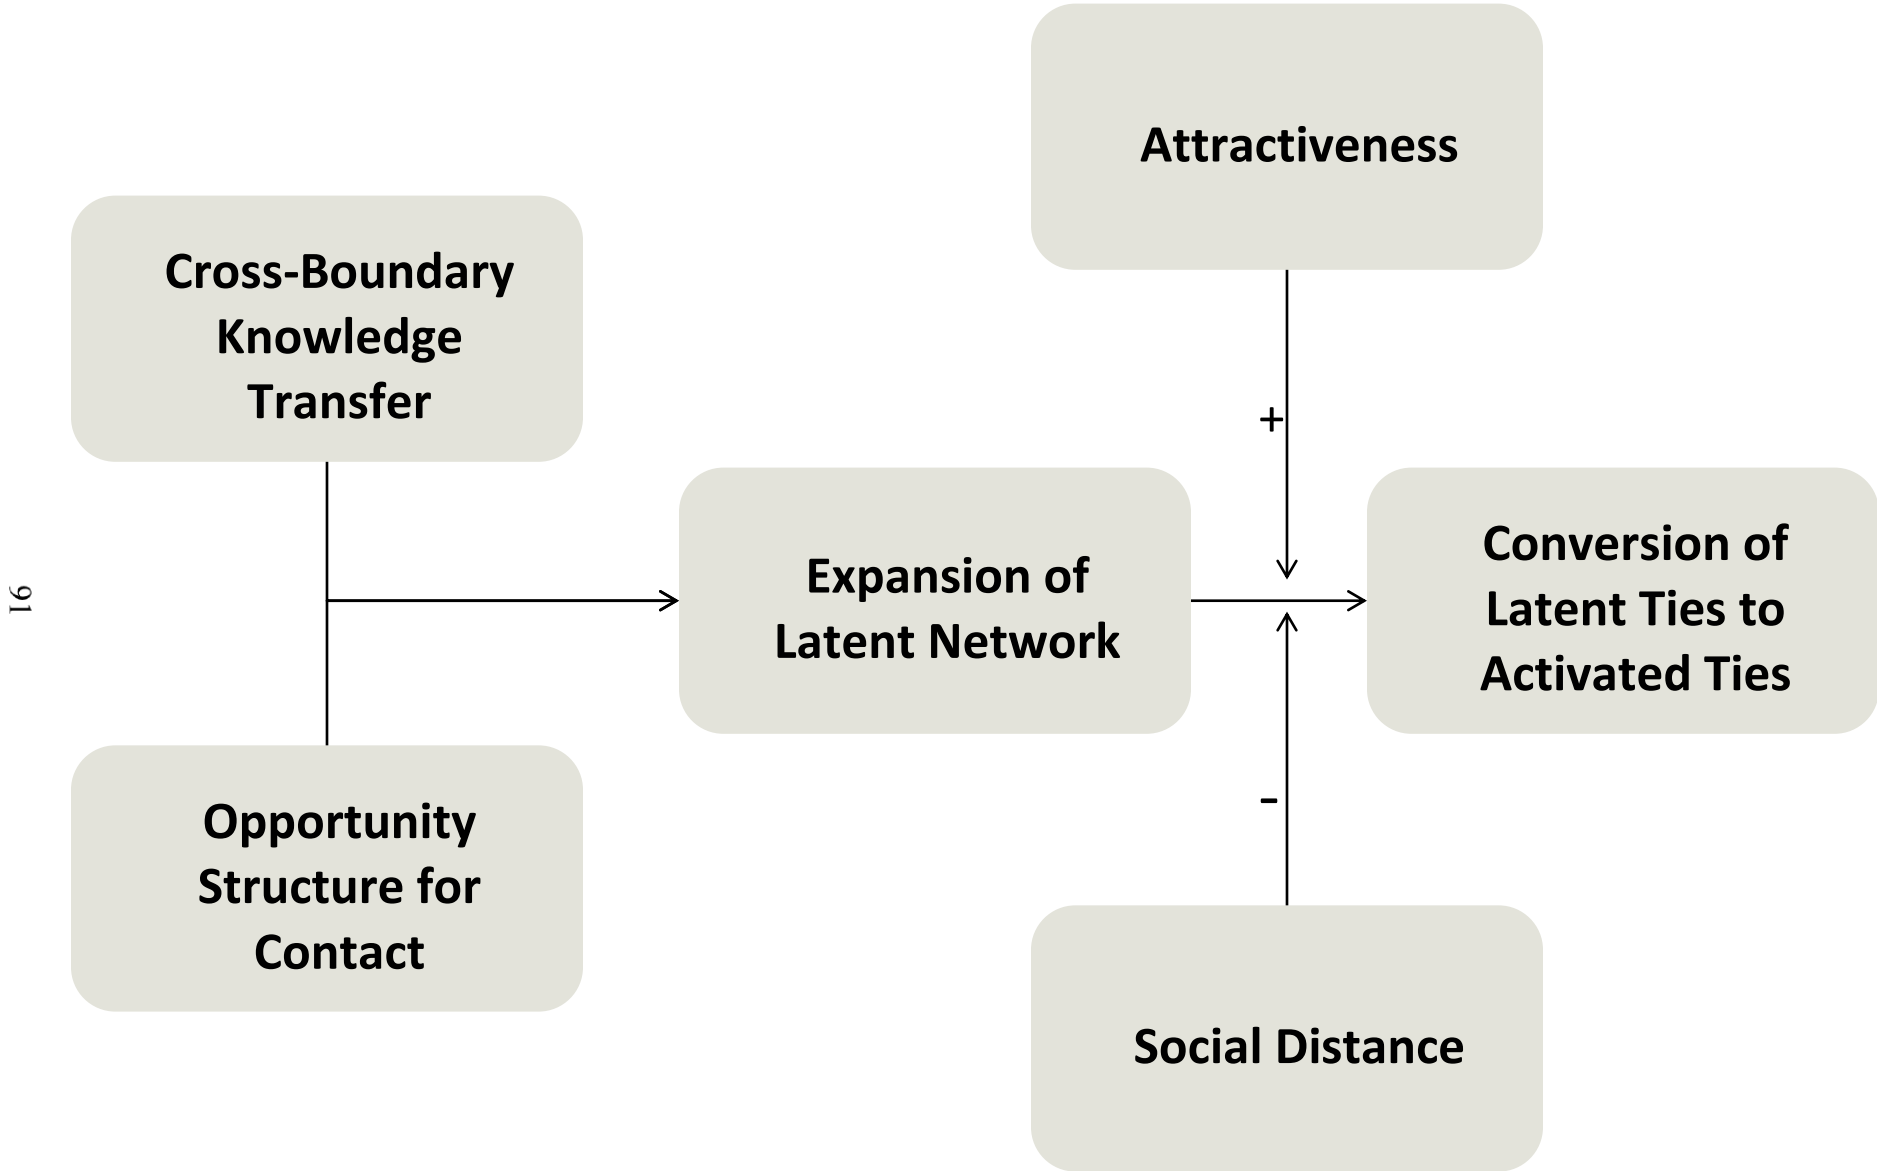 Attractiveness
Cross-Boundary
Knowledge
Transfer
+
Expansion of
Latent Network
Conversion of
Latent Ties to
Activated Ties
91
-
Opportunity
Structure for
Contact
Social Distance